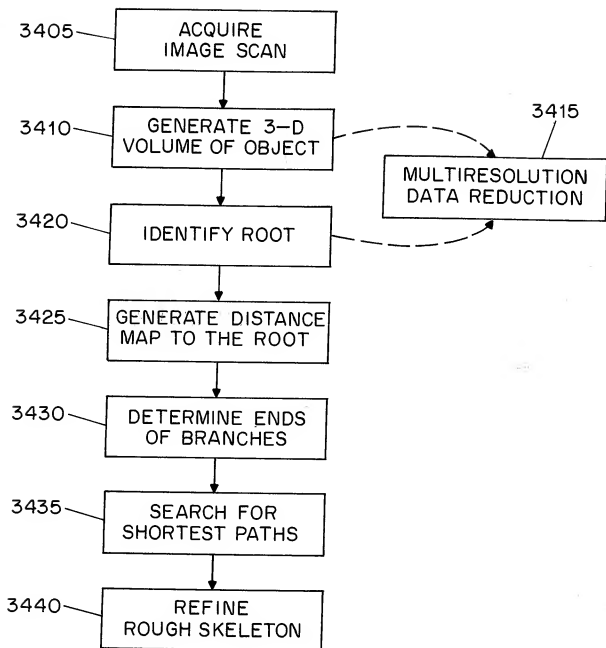 3405
ACQUIRE
IMAGE SCAN
3410
GENERATE 3-D
VOLUME OF OBJECT
3415
MULTIRESOLUTION
DATA REDUCTION
3420
IDENTIFY ROOT
3425
GENERATE DISTANCE
MAP TO THE ROOT
3430
DETERMINE ENDS
OF BRANCHES
3435
SEARCH FOR
SHORTEST PATHS
3440
REFINE
ROUGH SKELETON